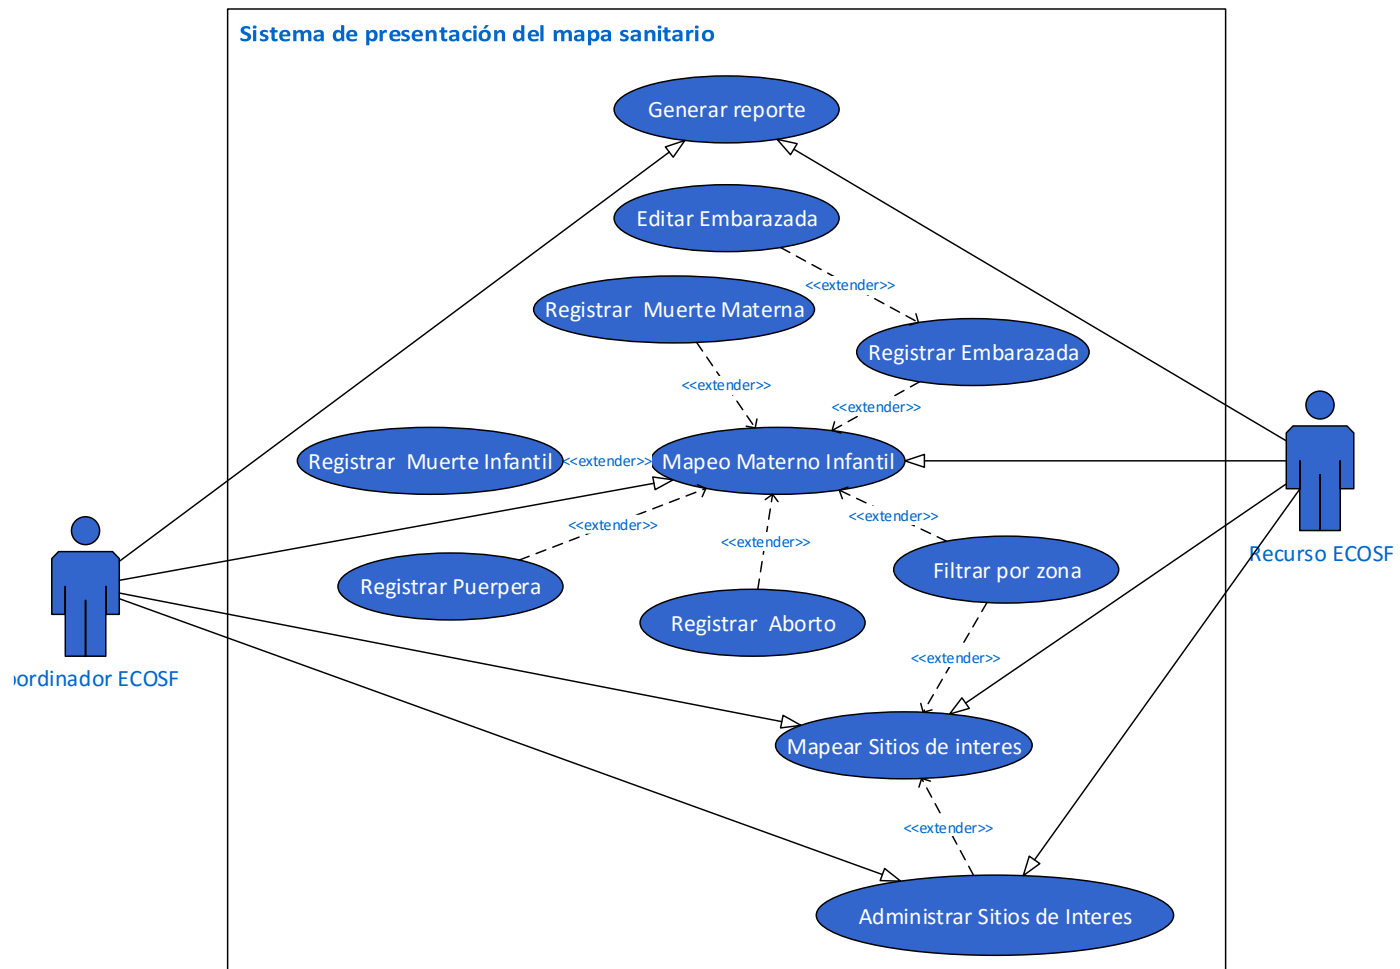 Sistema de presentación del mapa sanitario
Generar reporte
Editar Embarazada
<<extender>>
Registrar Muerte Materna
Registrar Embarazada
<<extender>>
<<extender>>
Registrar Muerte Infantil
<<extender>>
Mapeo Materno Infantil
<<extender>>
<<extender>>
<<extender>>
Recurso ECOSF
Filtrar por zona
Registrar Puerpera
Registrar Aborto
<<extender>>
oordinador ECOSF
Mapear Sitios de interes
<<extender>>
Administrar Sitios de Interes